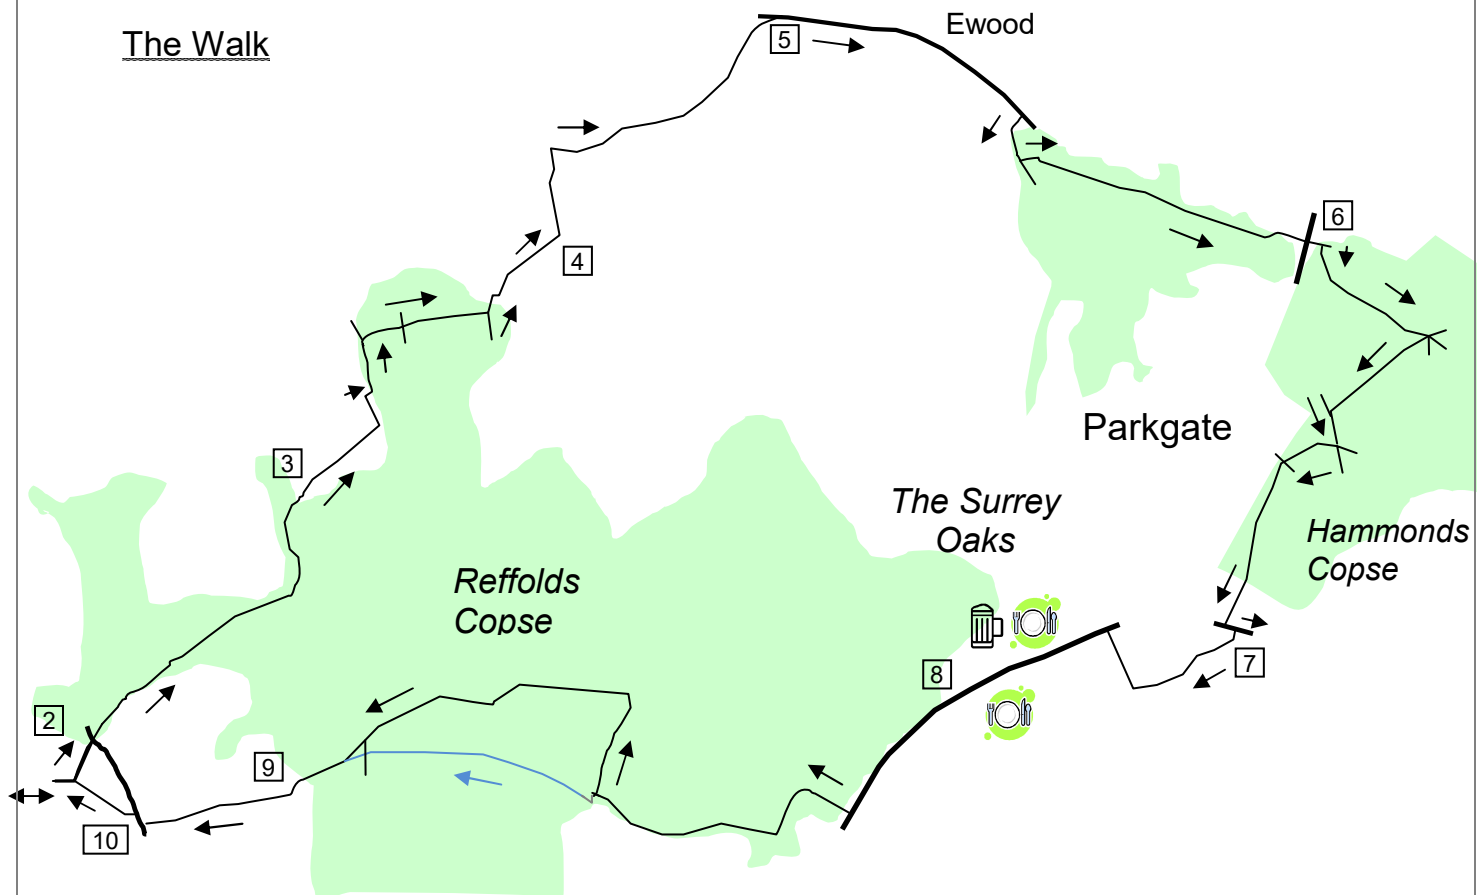 The Walk
Ewood
5
6
4
Parkgate
3
The Surrey
Oaks
Hammonds
Copse
Reffolds
Copse
7
8
2
9
10